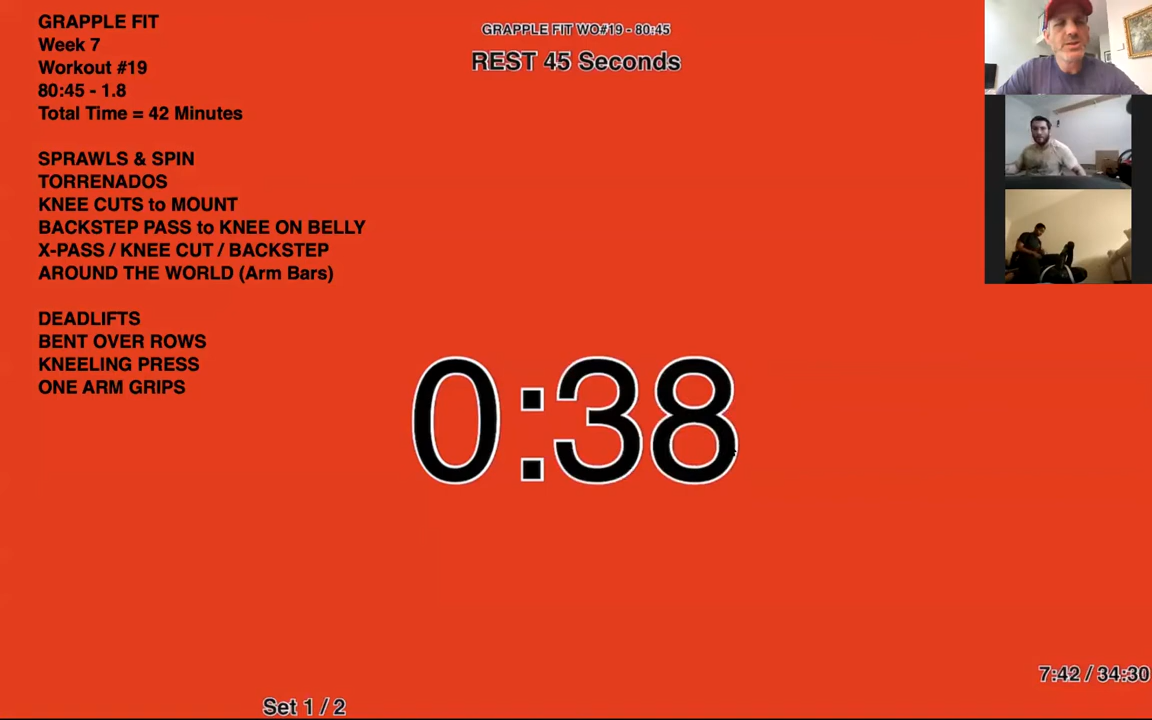 GRAPPLE FIT
Week 7
Workout #19
80:45 - 1.8
Total Time = 42 Minutes
SPRAWLS & SPIN
TORRENADOS
KNEE CUTS to MOUNT
BACKSTEP PASS to KNEE ON BELLY
X-PASS / KNEE CUT / BACKSTEP
AROUND THE WORLD (Arm Bars)
DEADLIFTS
BENT OVER ROWS
KNEELING PRESS
ONE ARM GRIPS
GRAPPLE FIT WO#19 - 80:45
REST 45 Seconds
0:38
7:42 / 34:30
Set 1 / 2